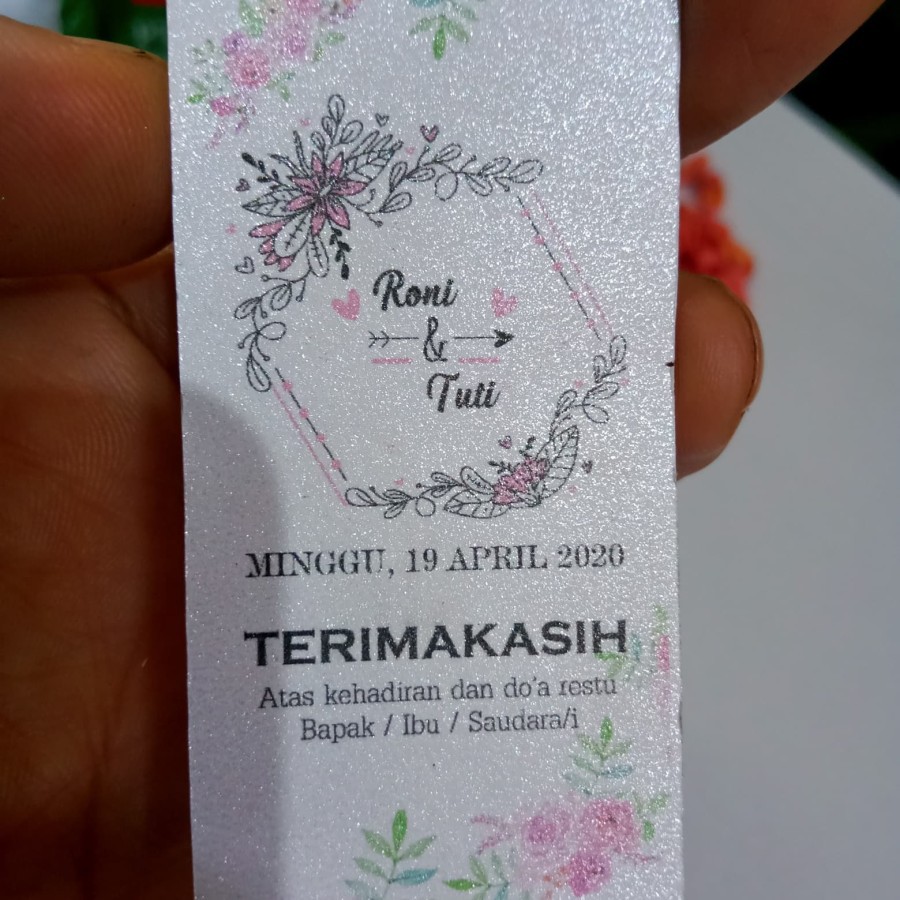 Roni
&
Tuti
MINGGU, 19 APRIL 2020
TERIMAKASIH
Atas kehadiran dan do'a restu
Bapak / Ibu / Saudara/i